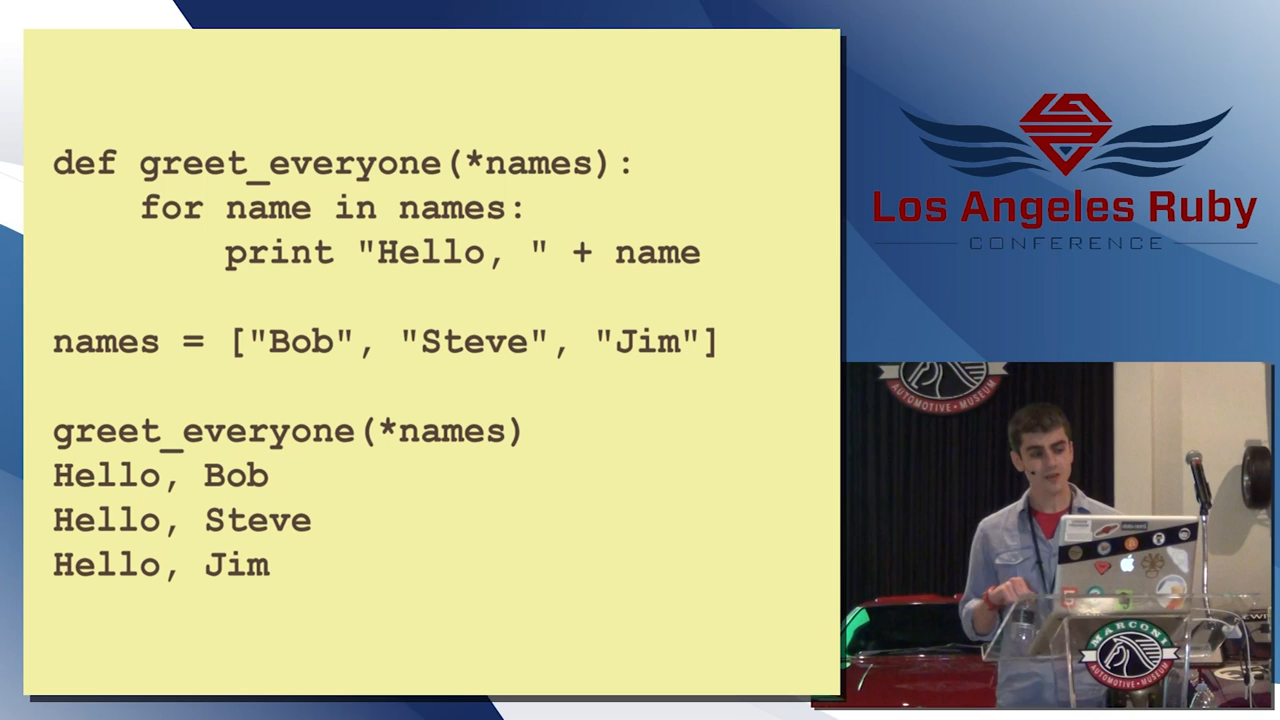 def greet_everyone(*names):
    for name in names:
        print "Hello, " + name
names = ["Bob", "Steve", "Jim"]
greet_everyone(*names)
Hello, Bob
Hello, Steve
Hello, Jim
Los Angeles Ruby
CONFERENCE
AUTOMOTIVE • MUSEUM
MARCONI
AUTOMOTIVE • MUSEUM